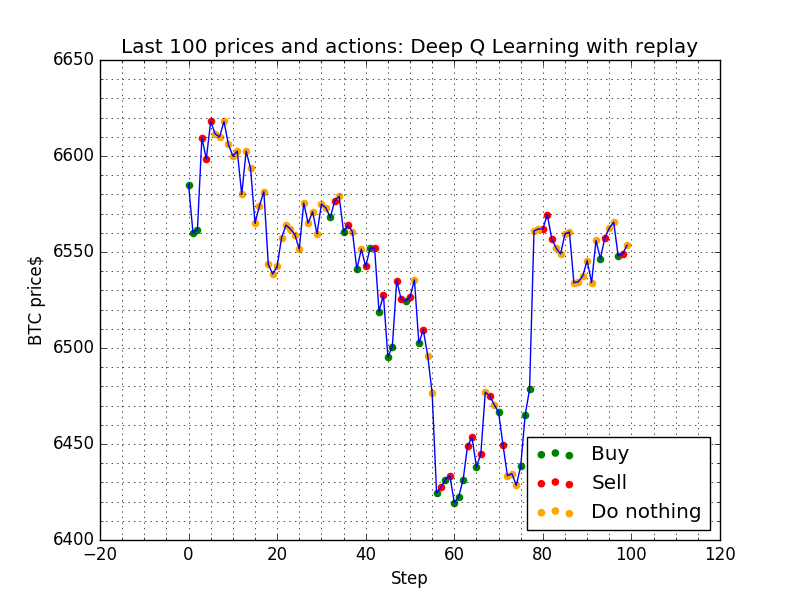 Last 100 prices and actions: Deep Q Learning with replay
BTC price$
6650
6600
6550
6500
6450
6400
−20 0 20 40 60 80 100 120
Step
Buy
Sell
Do nothing